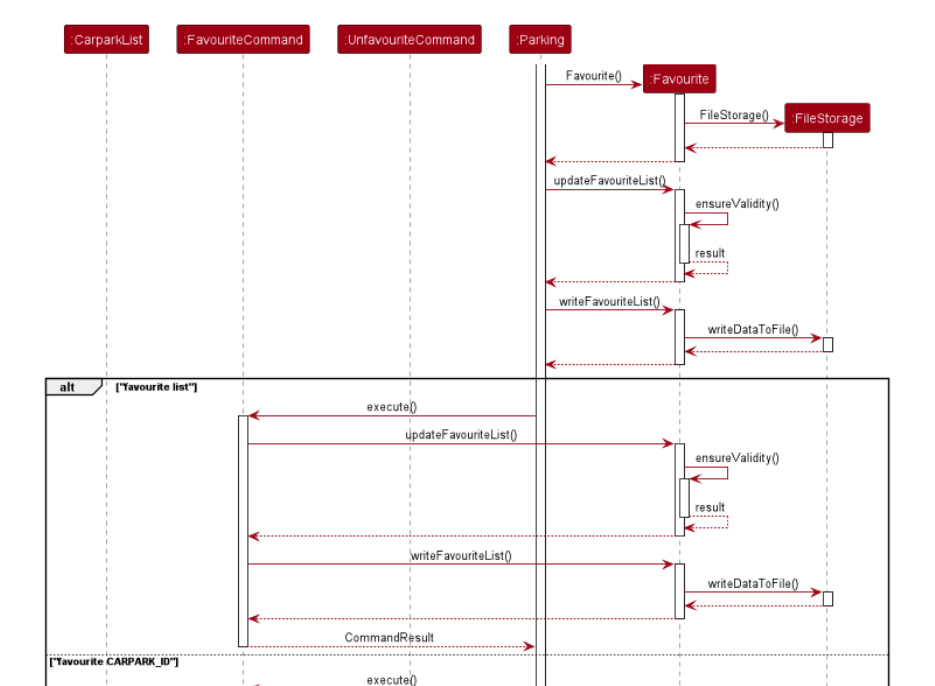 :CarparkList :FavouriteCommand :UnfavouriteCommand :Parking
Favourite() :Favourite
FileStorage() :FileStorage
updateFavouriteList()
ensureValidity()
result
writeFavouriteList()
writeDataToFile()
alt ["favourite list"]
execute()
updateFavouriteList()
ensureValidity()
result
writeFavouriteList()
writeDataToFile()
CommandResult
["favourite CARPARK_ID"]
execute()